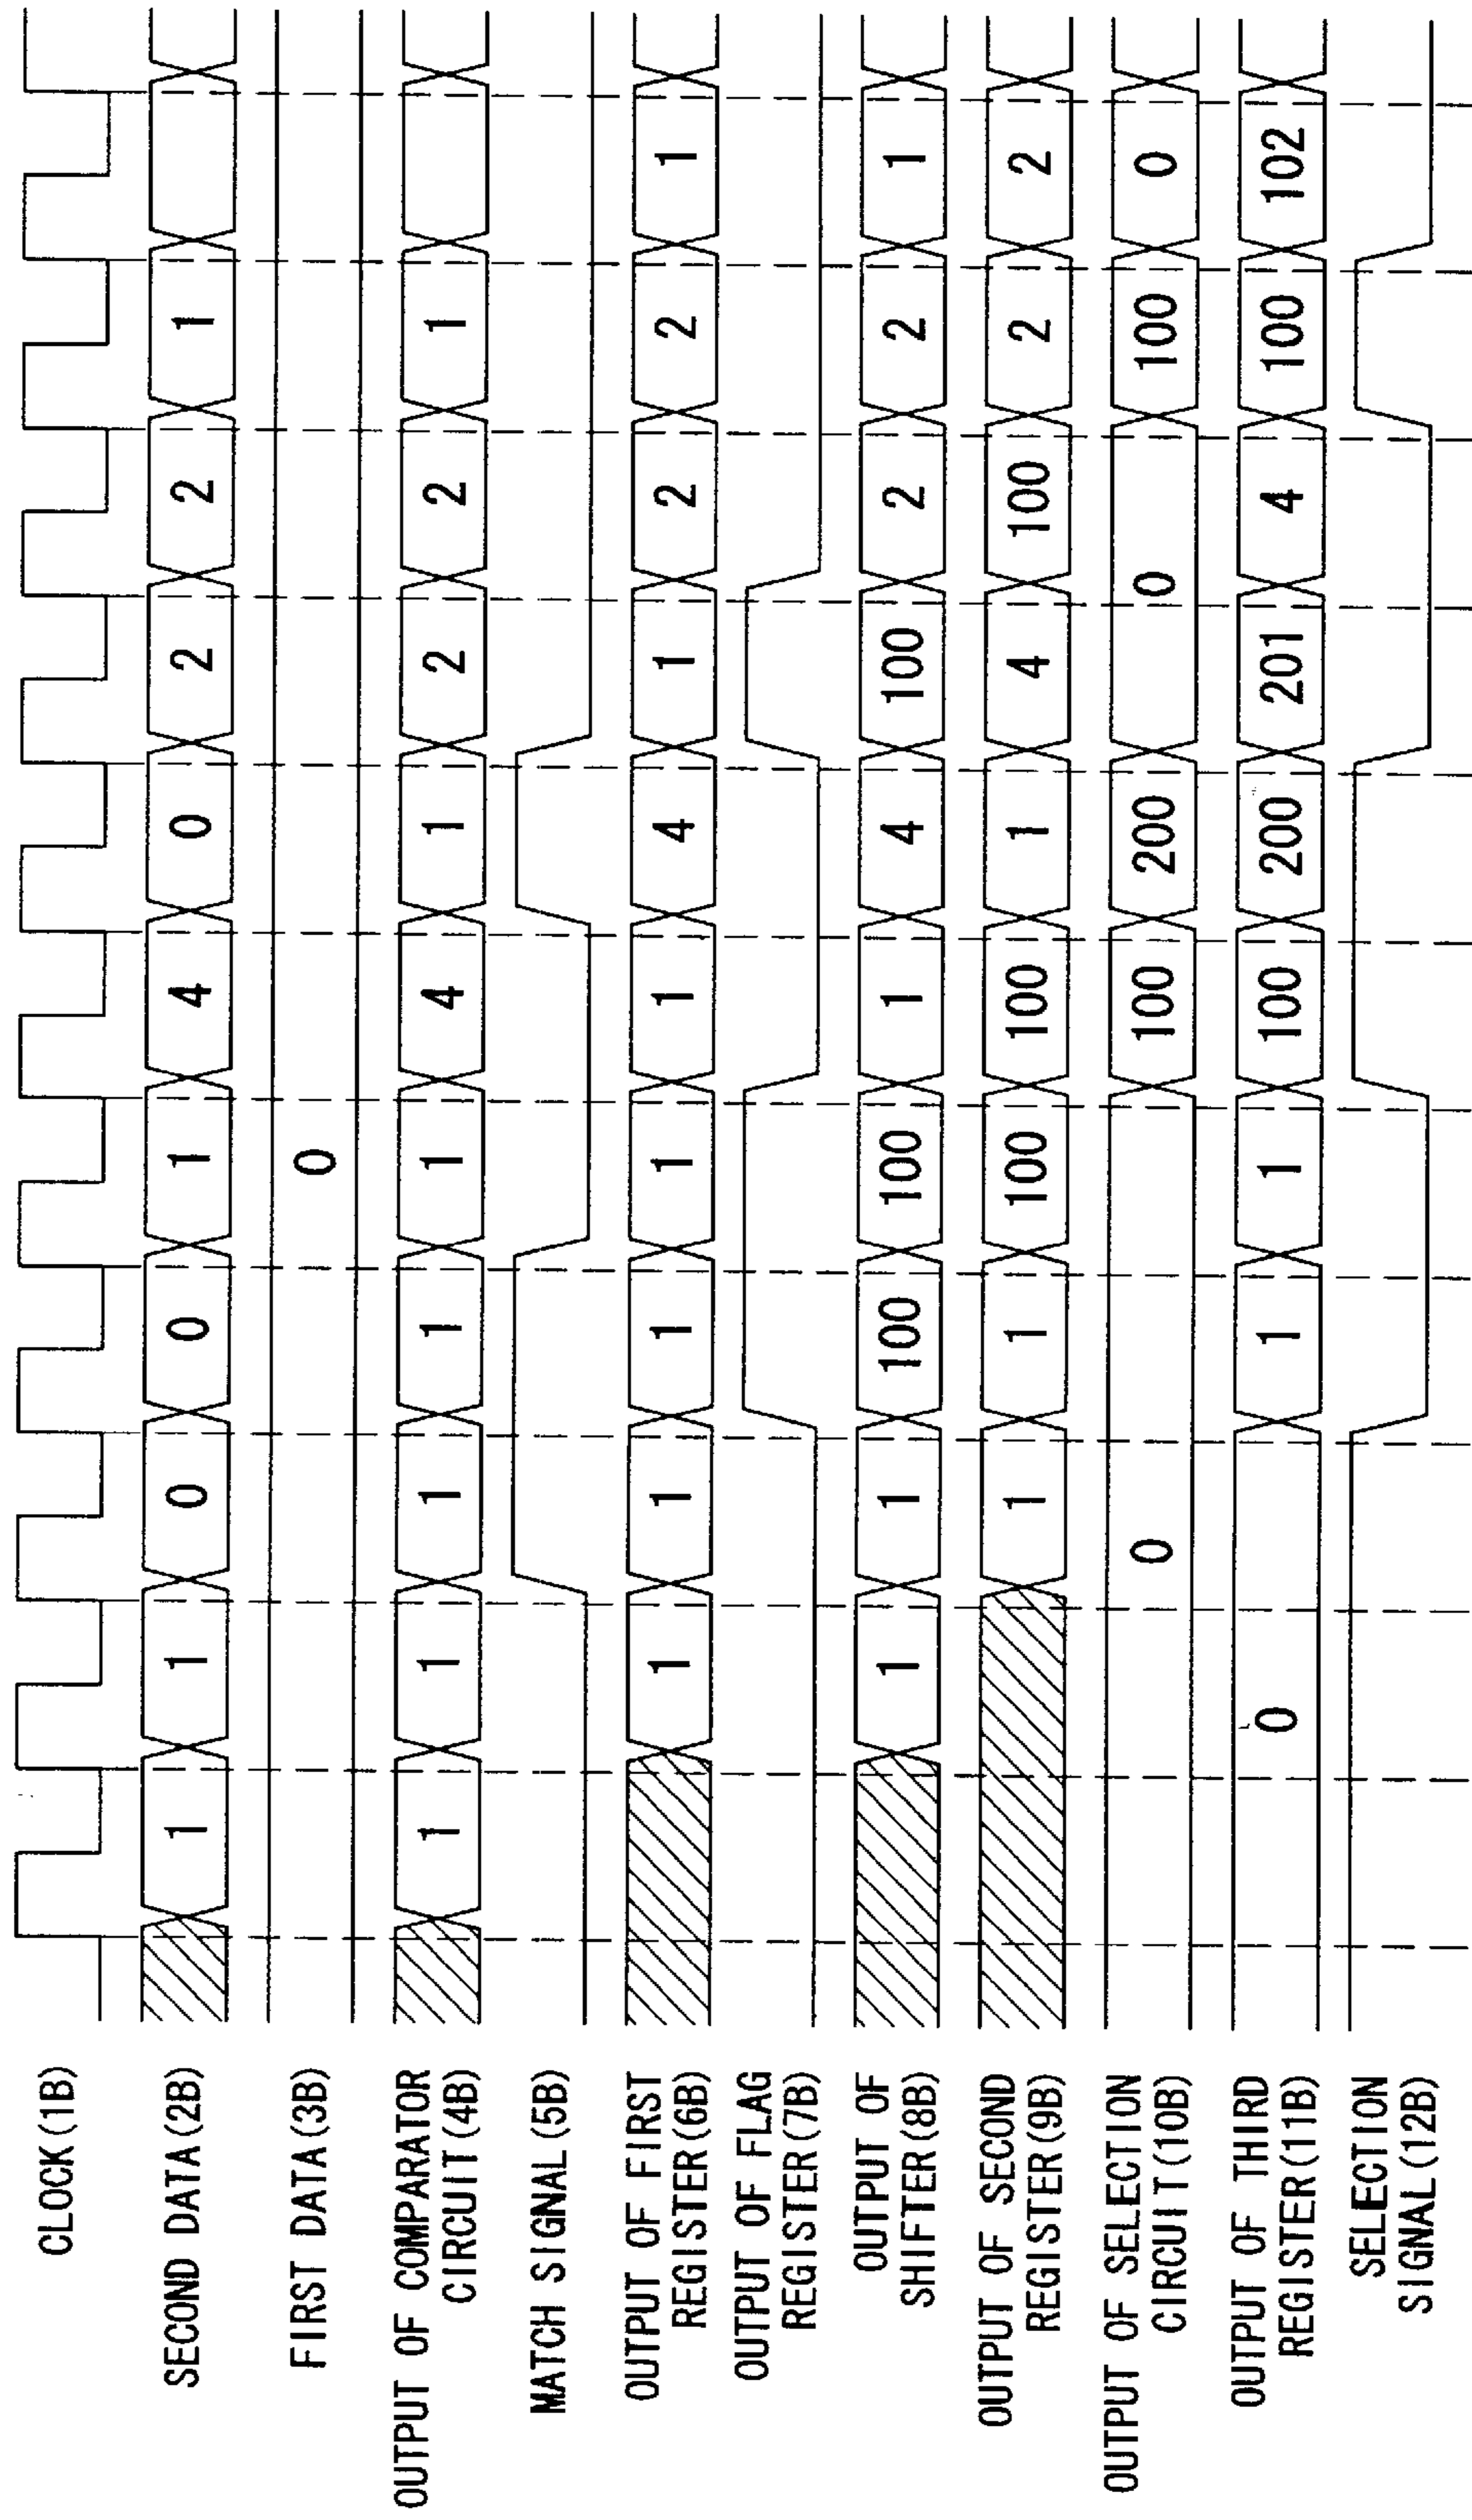 CLOCK(1B)
SECOND DATA(2B)
1 1 0 0 1 4 0 2 2 1
FIRST DATA(3B)
0
OUTPUT OF COMPARATOR
CIRCUIT(4B)
1 1 1 1 1 4 1 2 2 1
MATCH SIGNAL(5B)
OUTPUT OF FIRST
REGISTER(6B)
1 1 1 1 1 4 1 2 2 1
OUTPUT OF FLAG
REGISTER(7B)
OUTPUT OF
SHIFTER(8B)
1 1 100 100 1 4 100 2 2 1
OUTPUT OF SECOND
REGISTER(9B)
1 1 100 100 1 4 100 2 2
OUTPUT OF SELECTION
CIRCUIT(10B)
0 100 200 0 100 0
OUTPUT OF THIRD
REGISTER(11B)
0 1 1 100 200 201 4 100 102
SELECTION
SIGNAL(12B)